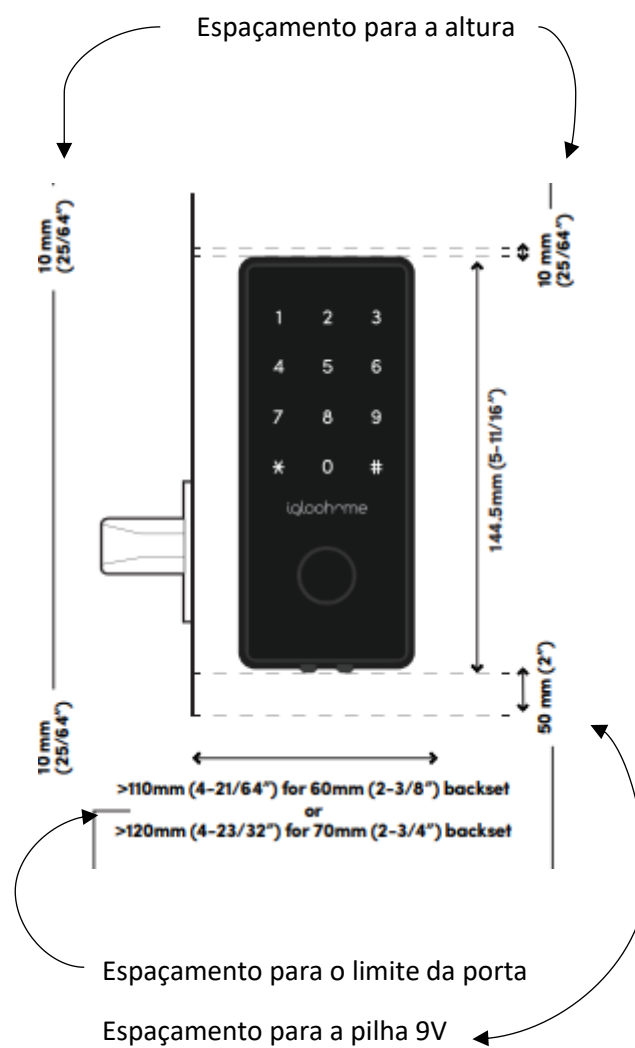 Espaçamento para a altura
10 mm
(25/64")
10 mm
(25/64")
1 2 3
4 5 6
7 8 9
* 0 #
igloohome
144.5mm (5-11/16")
50 mm (2")
10 mm
(25/64")
>110mm (4-21/64") for 60mm (2-3/8") backset
or
>120mm (4-23/32") for 70mm (2-3/4") backset
Espaçamento para o limite da porta
Espaçamento para a pilha 9V